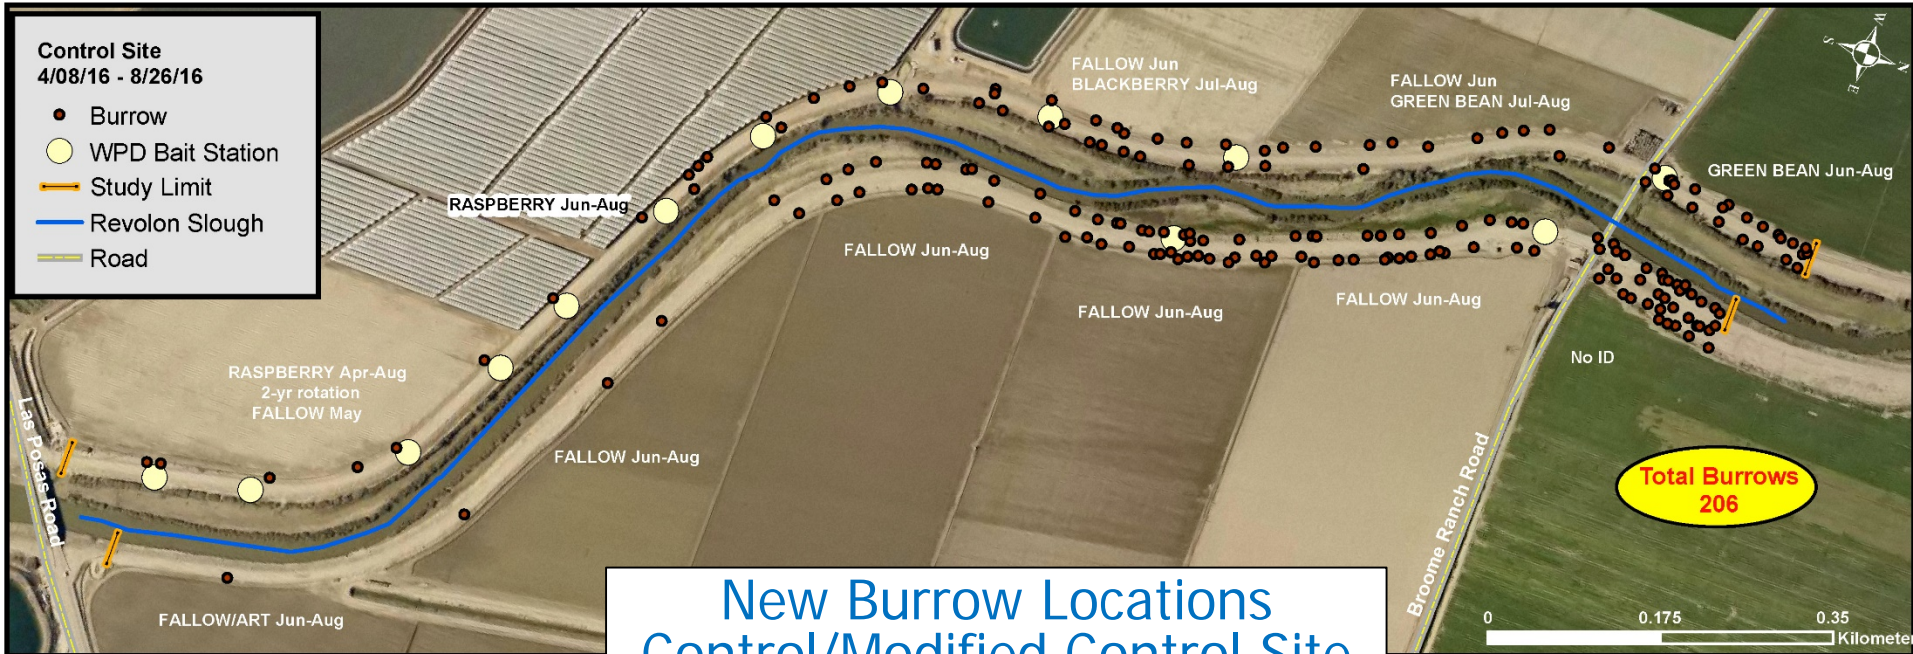 Control Site
4/08/16 - 8/26/16
Burrow
WPD Bait Station
Study Limit
Revolon Slough
Road
W
S
N
E
FALLOW Jun
BLACKBERRY Jul-Aug
FALLOW Jun
GREEN BEAN Jul-Aug
GREEN BEAN Jun-Aug
RASPBERRY Jun-Aug
FALLOW Jun-Aug
FALLOW Jun-Aug
FALLOW Jun-Aug
No ID
RASPBERRY Apr-Aug
2-yr rotation
FALLOW May
Las Posas Road
FALLOW Jun-Aug
Broome Ranch Road
Total Burrows
206
FALLOW/ART Jun-Aug
New Burrow Locations
Control/Modified Control Site
0 0.175 0.35
Kilometer